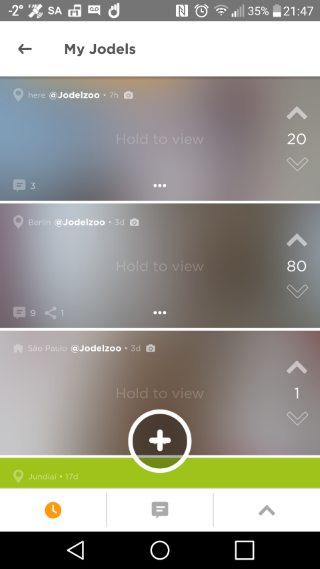 -2° SA 35% 21:47
My Jodels
here @Jodelzoo • 7h
Hold to view
20
3
Berlin @Jodelzoo • 3d
Hold to view
80
9 1
São Paulo @Jodelzoo • 3d
Hold to view
1
Jundiaí • 17d